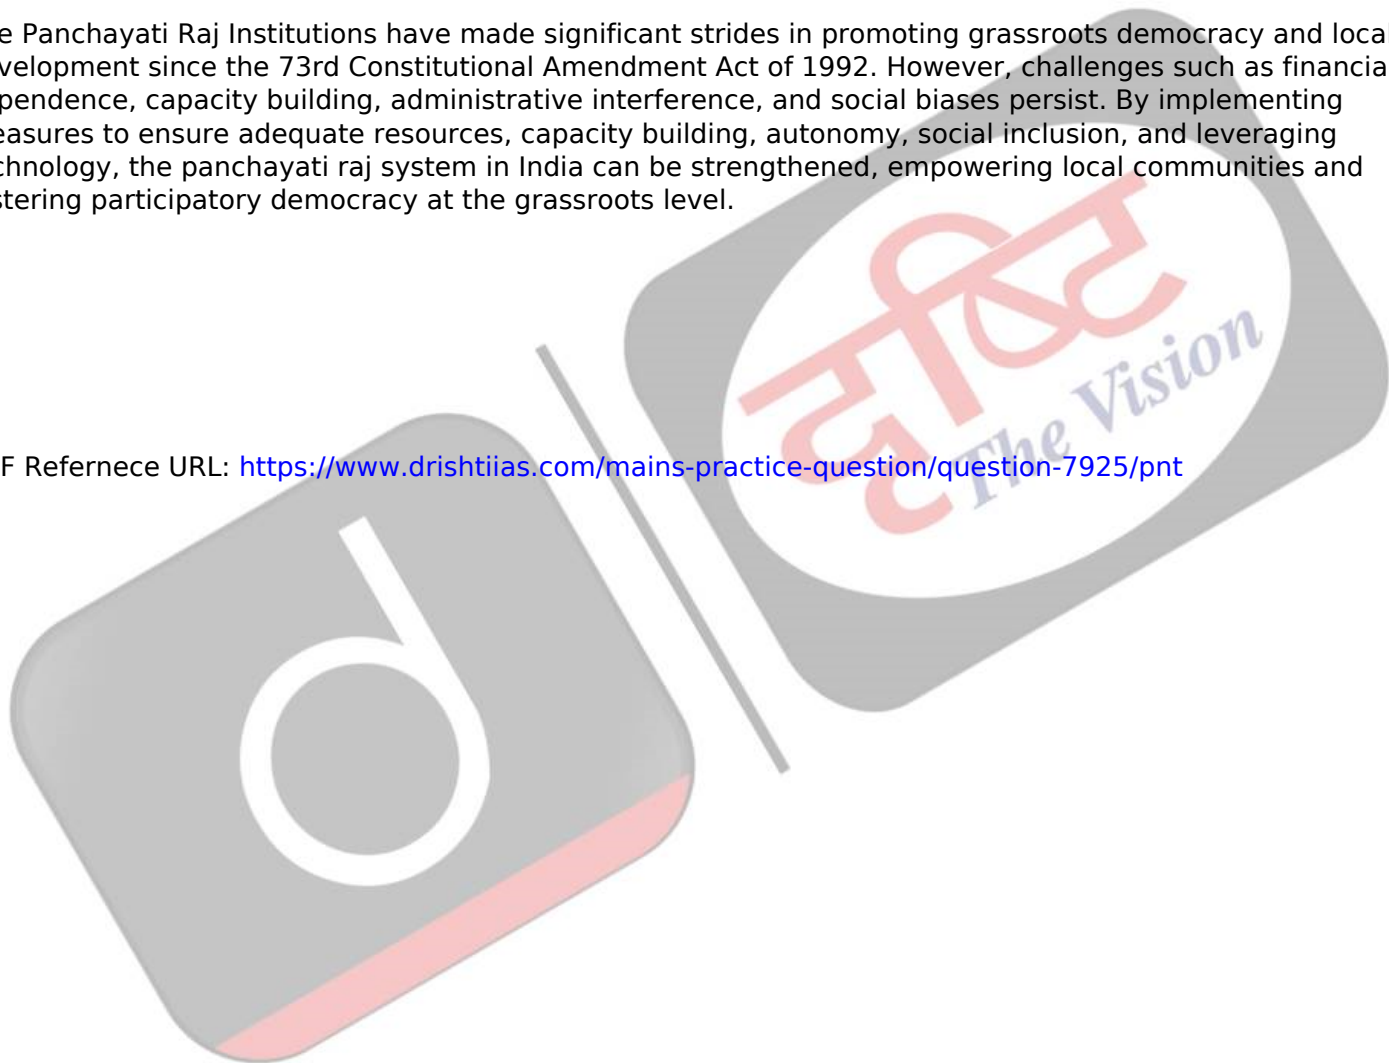 e Panchayati Raj Institutions have made significant strides in promoting grassroots democracy and local
velopment since the 73rd Constitutional Amendment Act of 1992. However, challenges such as financia
pendence, capacity building, administrative interference, and social biases persist. By implementing
easures to ensure adequate resources, capacity building, autonomy, social inclusion, and leveraging
chnology, the panchayati raj system in India can be strengthened, empowering local communities and
stering participatory democracy at the grassroots level.
दृष्टि
The Vision
F Refernece URL: https://www.drishtiias.com/mains-practice-question/question-7925/pnt
d